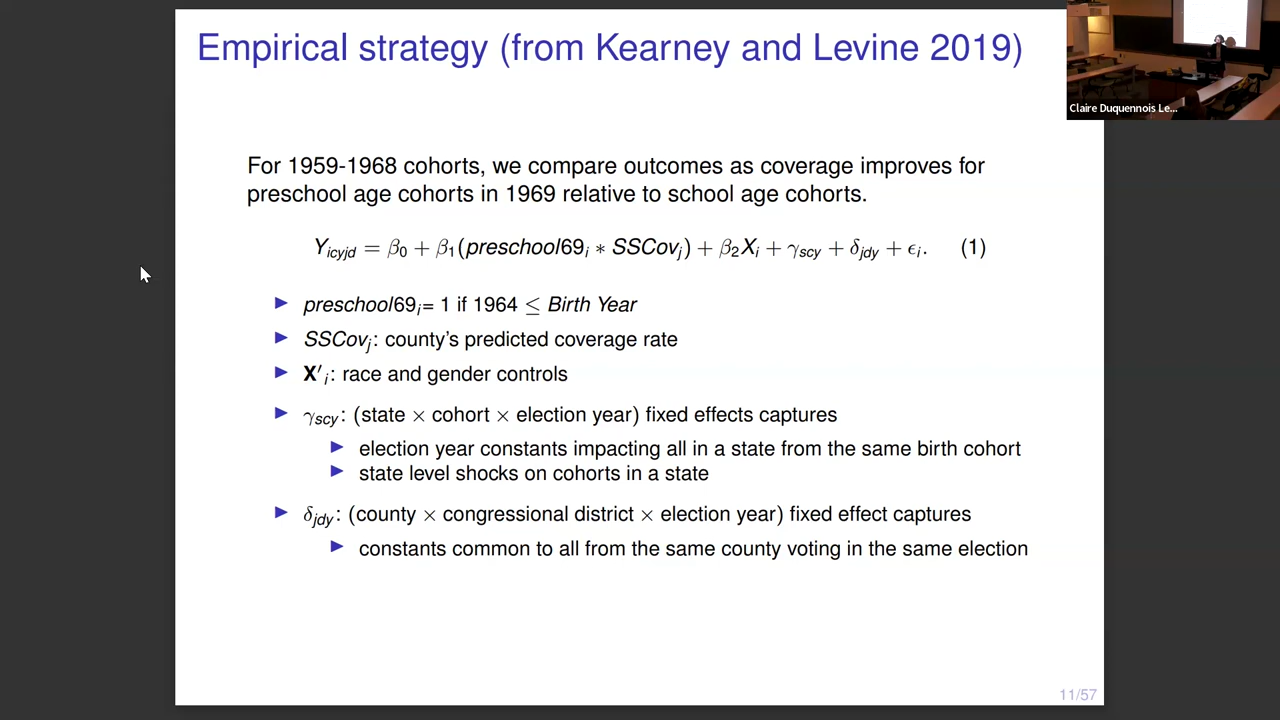 Empirical strategy (from Kearney and Levine 2019)
Claire Duquennois Le...
For 1959-1968 cohorts, we compare outcomes as coverage improves for
preschool age cohorts in 1969 relative to school age cohorts.
Y_icyjd = β_0 + β_1(preschool69_i ∗ SSCov_j) + β_2X_i + γ_scy + δ_jdy + ϵ_i. (1)
▶ preschool69_i= 1 if 1964 ≤ Birth Year
▶ SSCov_j: county's predicted coverage rate
▶ X′_i: race and gender controls
▶ γ_scy: (state × cohort × election year) fixed effects captures
▶ election year constants impacting all in a state from the same birth cohort
▶ state level shocks on cohorts in a state
▶ δ_jdy: (county × congressional district × election year) fixed effect captures
▶ constants common to all from the same county voting in the same election
11/57